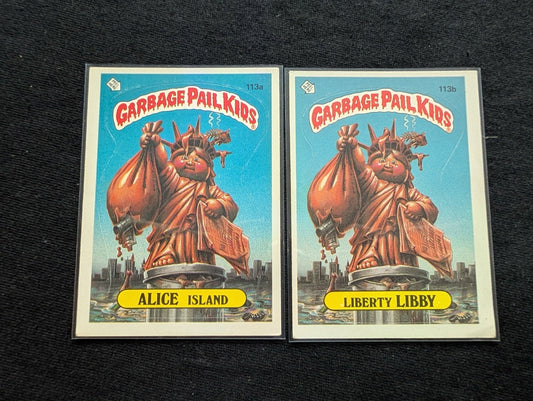 113a
GARBAGE PAIL KIDS
ALICE ISLAND
113b
GARBAGE PAIL KIDS
LIBERTY LIBBY